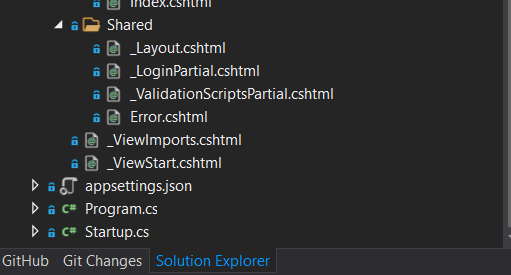 Index.cshtml
Shared
_Layout.cshtml
_LoginPartial.cshtml
_ValidationScriptsPartial.cshtml
Error.cshtml
_ViewImports.cshtml
_ViewStart.cshtml
appsettings.json
C# Program.cs
C# Startup.cs
GitHub Git Changes Solution Explorer